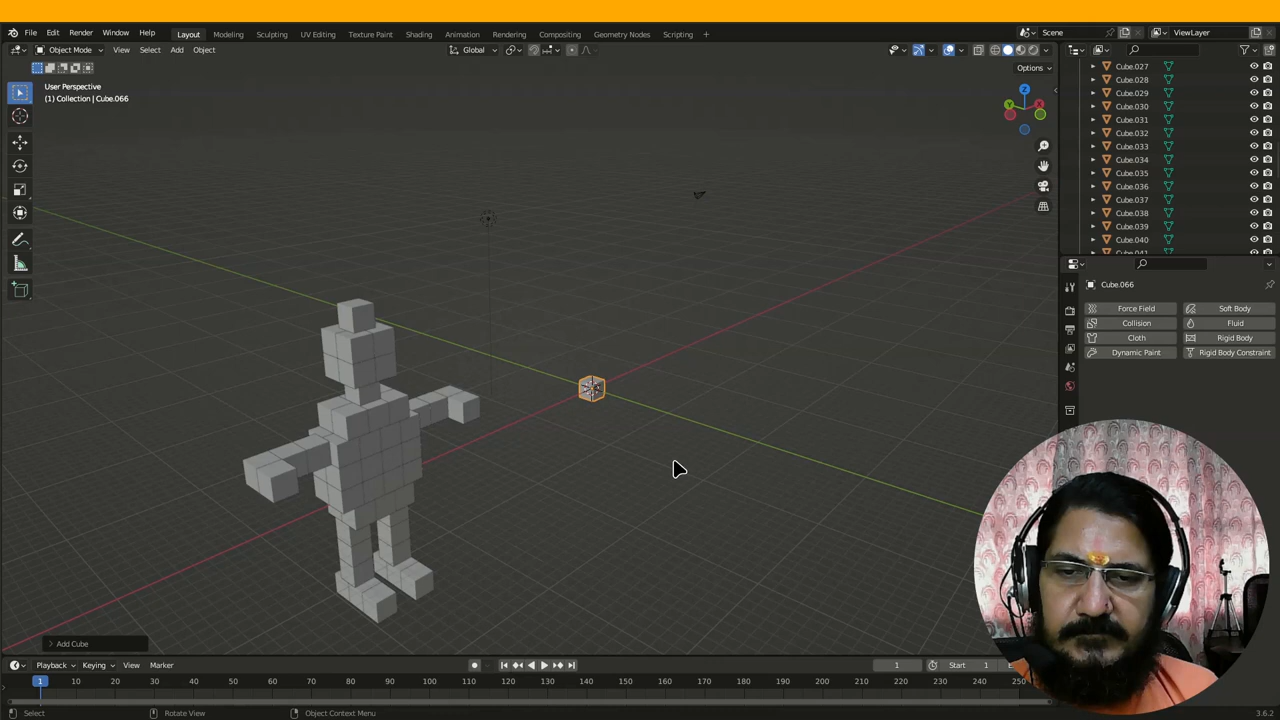 File Edit Render Window Help Layout Modeling Sculpting UV Editing Texture Paint Shading Animation Rendering Compositing Geometry Nodes Scripting + Scene ViewLayer
Object Mode View Select Add Object Global
Options
User Perspective
(1) Collection | Cube.066
Z
Y
X
Cube.027
Cube.028
Cube.029
Cube.030
Cube.031
Cube.032
Cube.033
Cube.034
Cube.035
Cube.036
Cube.037
Cube.038
Cube.039
Cube.040
Cube.041
Cube.066
Force Field Soft Body
Collision Fluid
Cloth Rigid Body
Dynamic Paint Rigid Body Constraint
Add Cube
Playback Keying View Marker 1 Start 1
1 10 20 30 40 50 60 70 80 90 100 110 120 130 140 150 160 170 180 190 200 210 220 230 240 250
Select Rotate View Object Context Menu 3.6.2